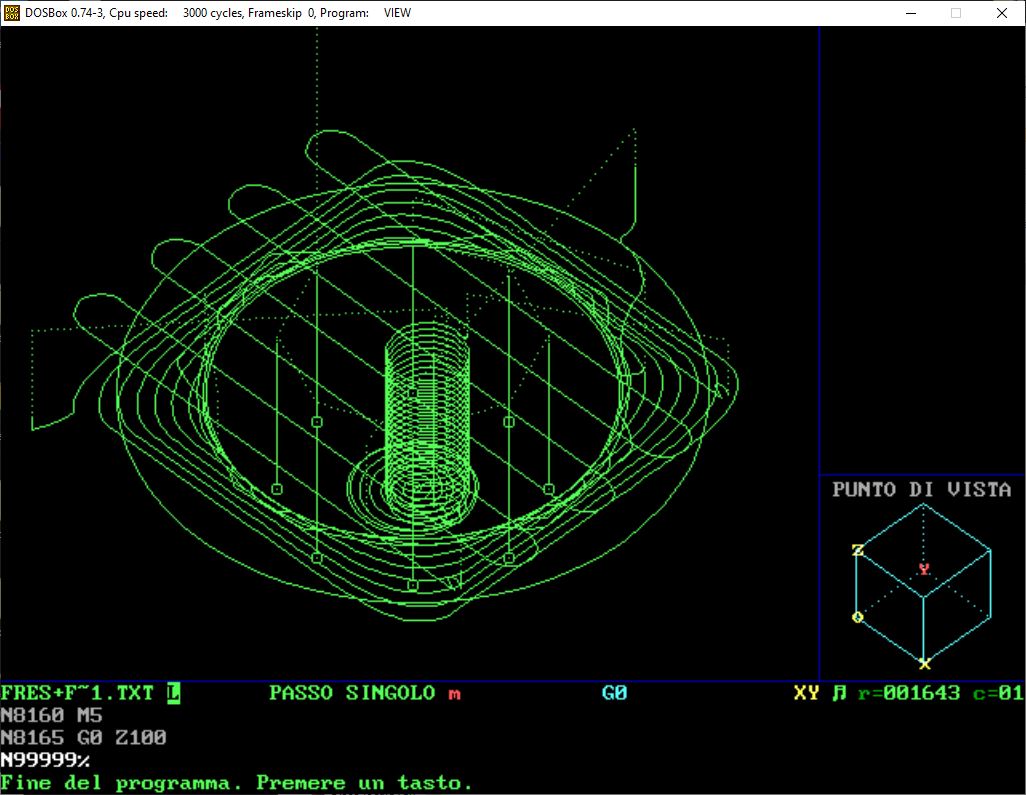 DOSBox 0.74-3, Cpu speed: 3000 cycles, Frameskip 0, Program: VIEW
PUNTO DI VISTA
Z
Y
O
X
FRES+F~1.TXT L PASSO SINGOLO m G0 XY ♫ r=001643 c=01
N8160 M5
N8165 G0 Z100
N99999%
Fine del programma. Premere un tasto.